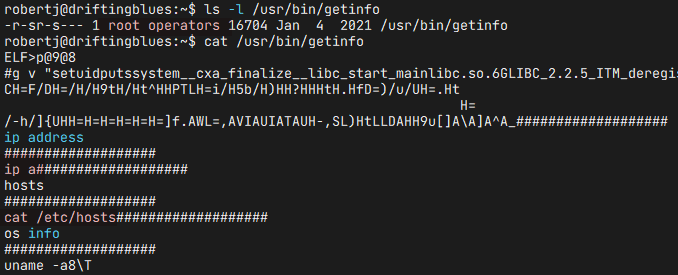 robertj@driftingblues:~$ ls -l /usr/bin/getinfo
-r-sr-s--- 1 root operators 16704 Jan  4  2021 /usr/bin/getinfo
robertj@driftingblues:~$ cat /usr/bin/getinfo
ELF>p@9@8
#g v "setuidputssystem__cxa_finalize__libc_start_mainlibc.so.6GLIBC_2.2.5_ITM_deregis
CH=F/DH=/H/H9tH/Ht^HHPTLH=i/H5b/H)HH?HHHtH.HfD=)/u/UH=.Ht
H=
/-h/]{UHH=H=H=H=H=H=]f.AWL=,AVIAUIATAUH-,SL)HtLLDAHH9u[]A\A]A^A_###################
ip address
###################
ip a###################
hosts
###################
cat /etc/hosts###################
os info
###################
uname -a8\T